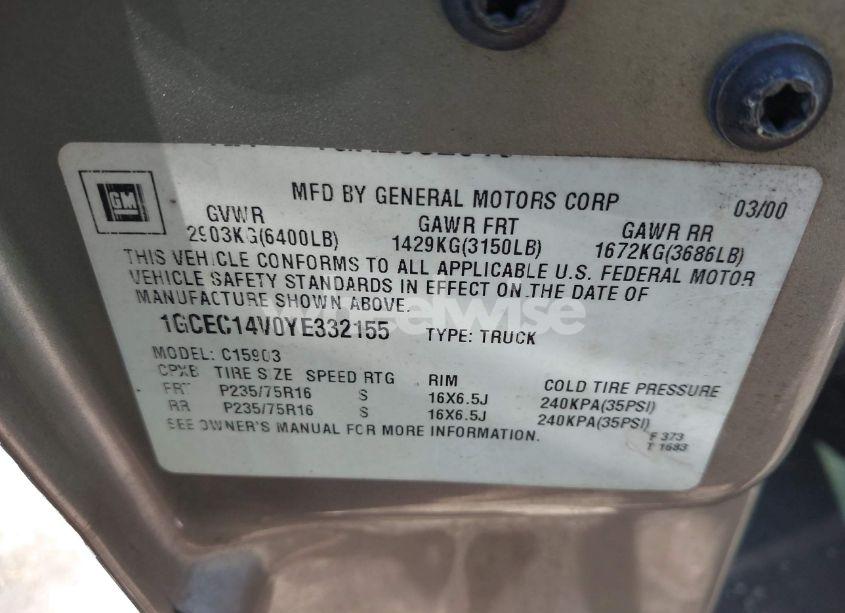 GM
MFD BY GENERAL MOTORS CORP 03/00
GVWR GAWR FRT GAWR RR
2903KG(6400LB) 1429KG(3150LB) 1672KG(3686LB)
THIS VEHICLE CONFORMS TO ALL APPLICABLE U.S. FEDERAL MOTOR
VEHICLE SAFETY STANDARDS IN EFFECT ON THE DATE OF
MANUFACTURE SHOWN ABOVE.
wheelwise
1GCEC14V0YE332155 TYPE: TRUCK
MODEL: C15903
CPXB TIRE SIZE SPEED RTG RIM COLD TIRE PRESSURE
FRT P235/75R16 S 16X6.5J 240KPA(35PSI)
RR P235/75R16 S 16X6.5J 240KPA(35PSI)
SEE OWNER'S MANUAL FOR MORE INFORMATION.
F 373
T 1683